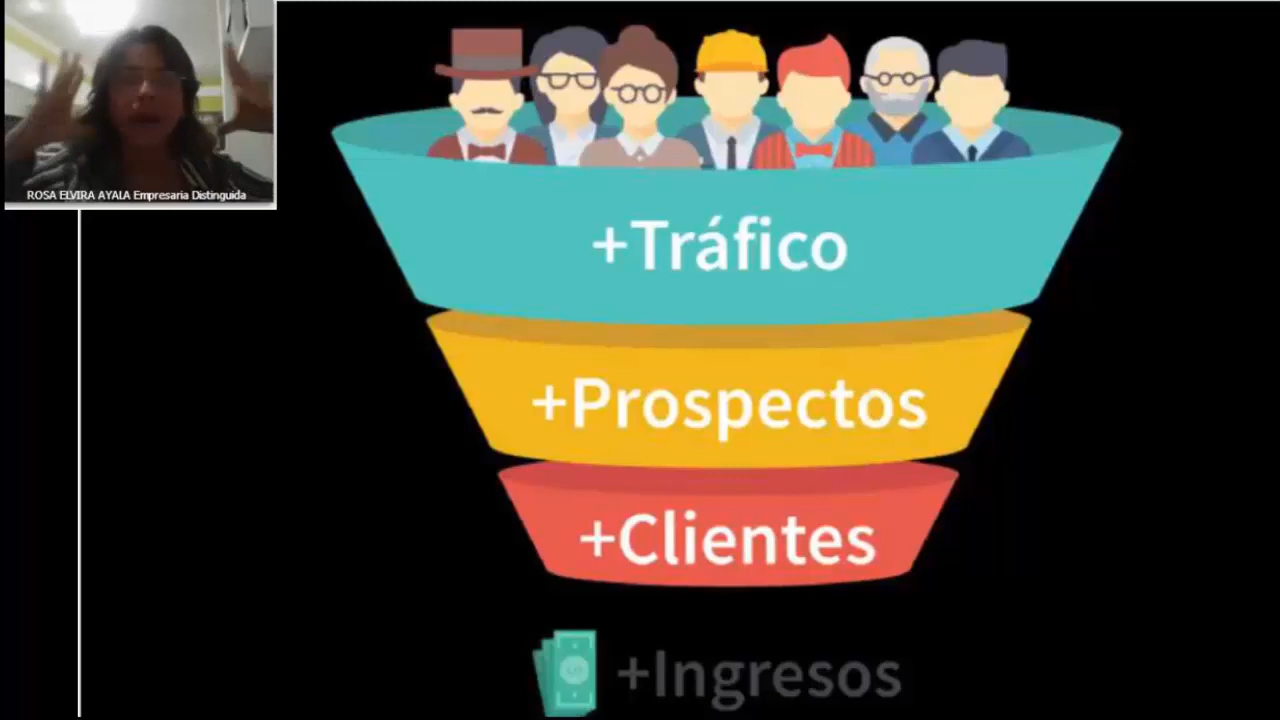 ROSA ELVIRA AYALA Empresaria Distinguida
+Tráfico
+Prospectos
+Clientes
+Ingresos